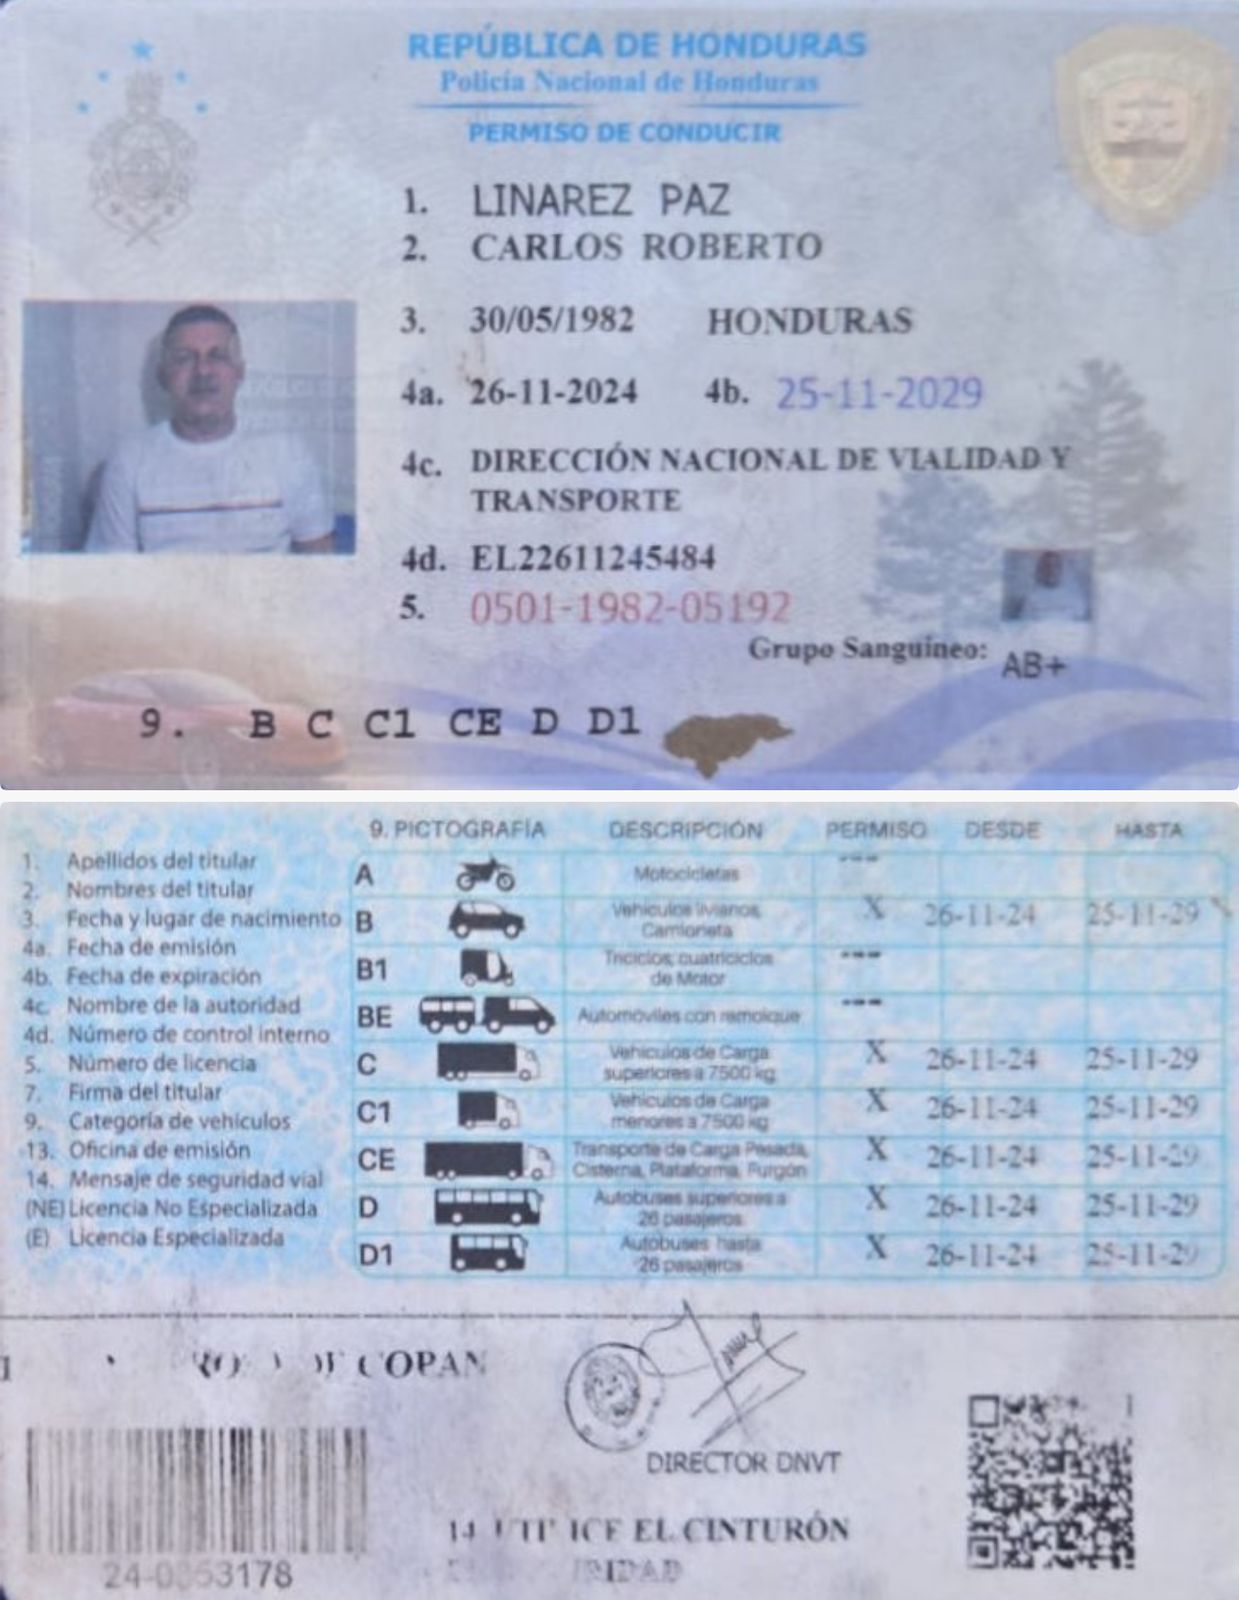 REPÚBLICA DE HONDURAS
Policía Nacional de Honduras
PERMISO DE CONDUCIR
1. LINAREZ PAZ
2. CARLOS ROBERTO
3. 30/05/1982 HONDURAS
4a. 26-11-2024 4b. 25-11-2029
4c. DIRECCIÓN NACIONAL DE VIALIDAD Y
TRANSPORTE
4d. EL22611245484
5. 0501-1982-05192
Grupo Sanguíneo: AB+
9. B C C1 CE D D1
1. Apellidos del titular
2. Nombres del titular
3. Fecha y lugar de nacimiento
4a. Fecha de emisión
4b. Fecha de expiración
4c. Nombre de la autoridad
4d. Número de control interno
5. Número de licencia
7. Firma del titular
9. Categoría de vehículos
13. Oficina de emisión
14. Mensaje de seguridad vial
(NE) Licencia No Especializada
(E) Licencia Especializada
9. PICTOGRAFÍA DESCRIPCIÓN PERMISO DESDE HASTA
A Motocicletas ---
B Vehículos livianos, Camioneta X 26-11-24 25-11-29
B1 Triciclos, cuatriciclos de Motor ---
BE Automóviles con remolque ---
C Vehículos de Carga superiores a 7500 kg X 26-11-24 25-11-29
C1 Vehículos de Carga menores a 7500 kg X 26-11-24 25-11-29
CE Transporte de Carga Pesada, Cisterna, Plataforma, Furgón X 26-11-24 25-11-29
D Autobuses superiores a 26 pasajeros X 26-11-24 25-11-29
D1 Autobuses hasta 26 pasajeros X 26-11-24 25-11-29
COPAN
DIRECTOR DNVT
14. EL CINTURÓN